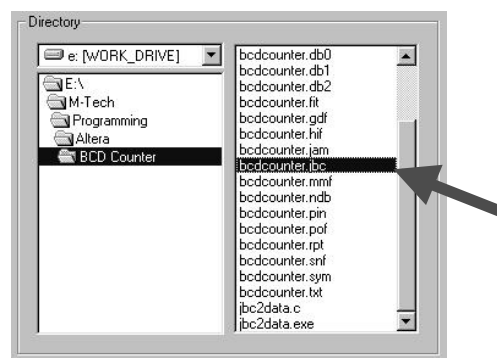 Directory
e: [WORK_DRIVE]
E:\
M-Tech
Programming
Altera
BCD Counter
bcdcounter.db0
bcdcounter.db1
bcdcounter.db2
bcdcounter.fit
bcdcounter.gdf
bcdcounter.hif
bcdcounter.jam
bcdcounter.jbc
bcdcounter.mmf
bcdcounter.ndb
bcdcounter.pin
bcdcounter.pof
bcdcounter.rpt
bcdcounter.snf
bcdcounter.sym
bcdcounter.txt
jbc2data.c
jbc2data.exe